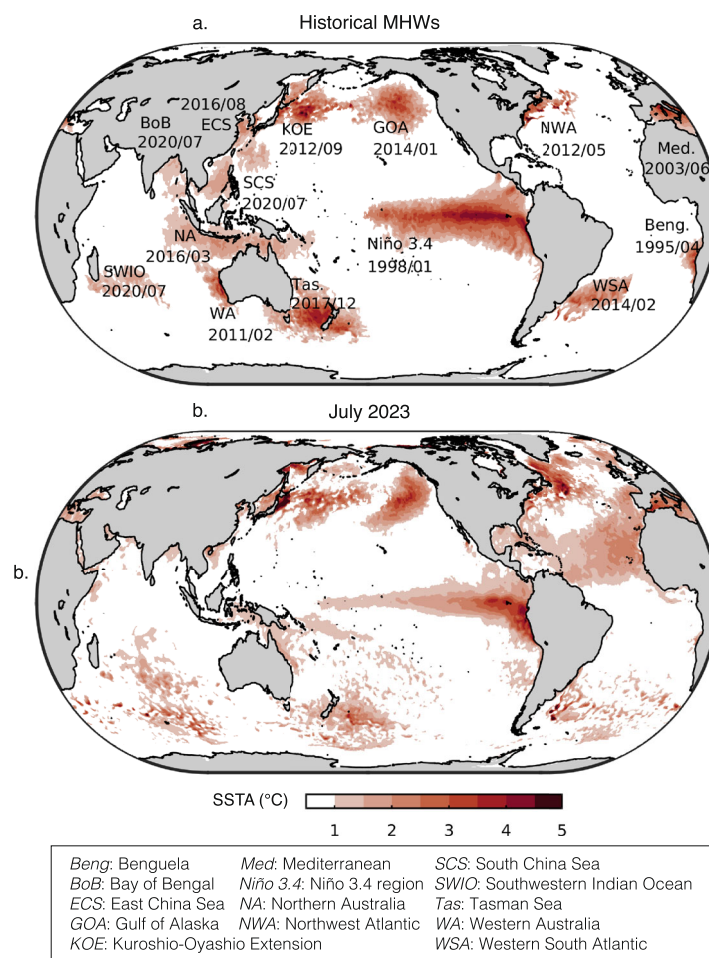 a.
Historical MHWs
2016/08
BoB
ECS
2020/07
KOE
2012/09
GOA
2014/01
NWA
2012/05
Med.
2003/06
SCS
2020/07
NA
2016/03
Niño 3.4
1998/01
Beng.
1995/04
SWIO
2020/07
Tas.
2017/12
WSA
2014/02
WA
2011/02
b.
July 2023
b.
SSTA (°C)
1 2 3 4 5
Beng: Benguela
BoB: Bay of Bengal
ECS: East China Sea
GOA: Gulf of Alaska
KOE: Kuroshio-Oyashio Extension
Med: Mediterranean
Niño 3.4: Niño 3.4 region
NA: Northern Australia
NWA: Northwest Atlantic
SCS: South China Sea
SWIO: Southwestern Indian Ocean
Tas: Tasman Sea
WA: Western Australia
WSA: Western South Atlantic